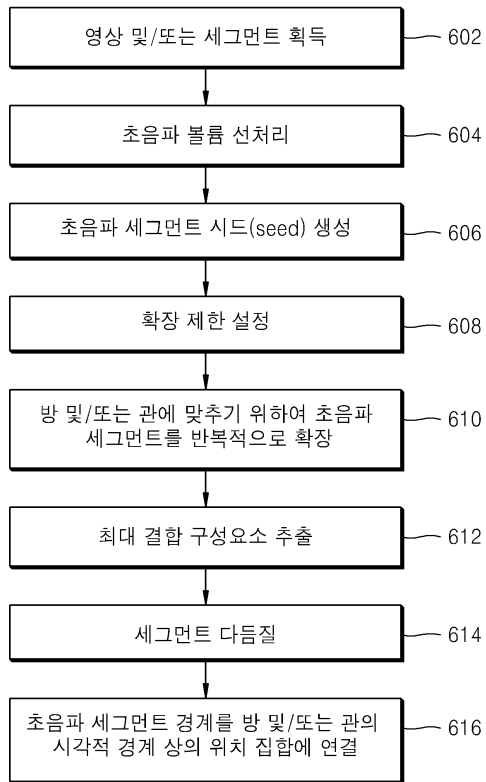 영상 및/또는 세그먼트 획득
602
초음파 볼륨 선처리
604
초음파 세그먼트 시드(seed) 생성
606
확장 제한 설정
608
방 및/또는 관에 맞추기 위하여 초음파
세그먼트를 반복적으로 확장
610
최대 결합 구성요소 추출
612
세그먼트 다듬질
614
초음파 세그먼트 경계를 방 및/또는 관의
시각적 경계 상의 위치 집합에 연결
616